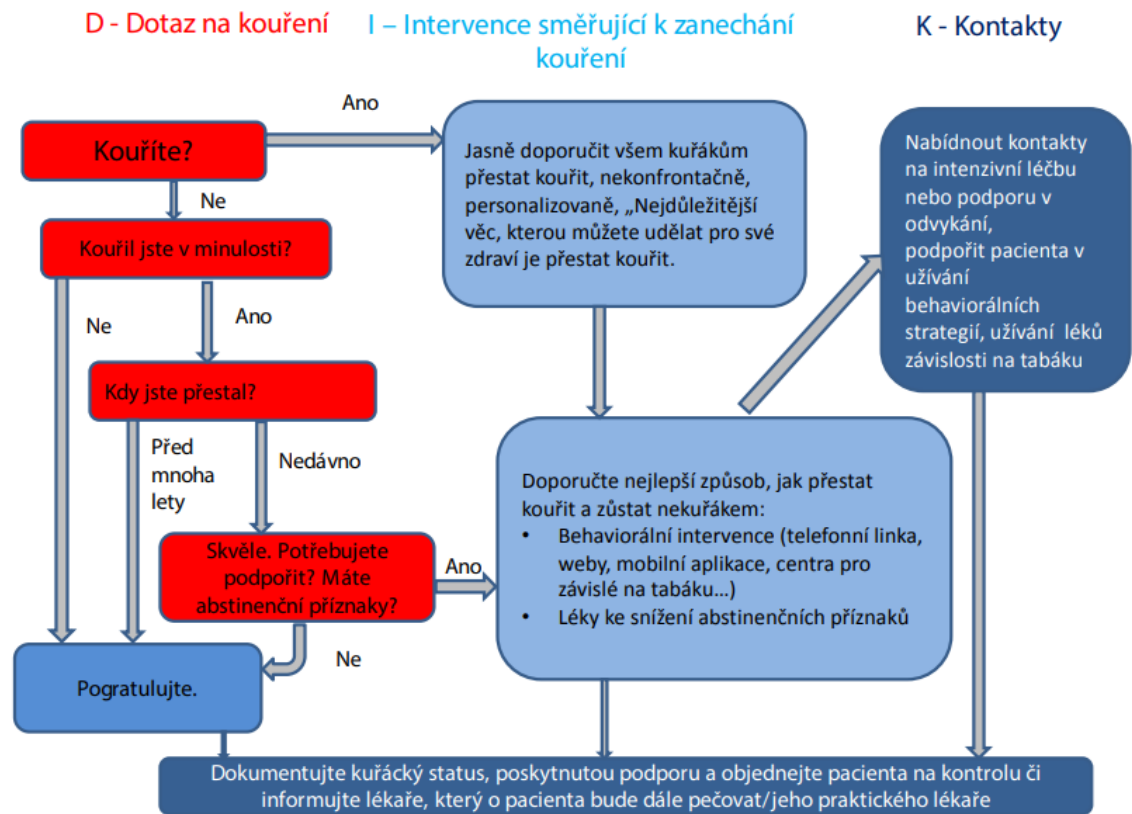 D - Dotaz na kouření
I – Intervence směřující k zanechání
kouření
K - Kontakty
Kouříte?
Ano
Ne
Kouřil jste v minulosti?
Ne
Ano
Kdy jste přestal?
Před
mnoha
lety
Nedávno
Skvěle. Potřebujete
podpořit? Máte
abstinenční příznaky?
Ano
Ne
Pogratulujte.
Jasně doporučit všem kuřákům
přestat kouřit, nekonfrontačně,
personalizovaně, „Nejdůležitější
věc, kterou můžete udělat pro své
zdraví je přestat kouřit.
Doporučte nejlepší způsob, jak přestat
kouřit a zůstat nekuřákem:
• Behaviorální intervence (telefonní linka,
weby, mobilní aplikace, centra pro
závislé na tabáku...)
• Léky ke snížení abstinenčních příznaků
Nabídnout kontakty
na intenzivní léčbu
nebo podporu v
odvykání,
podpořit pacienta v
užívání
behaviorálních
strategií, užívání  léků
závislosti na tabáku
Dokumentujte kuřácký status, poskytnutou podporu a objednejte pacienta na kontrolu či
informujte lékaře, který o pacienta bude dále pečovat/jeho praktického lékaře